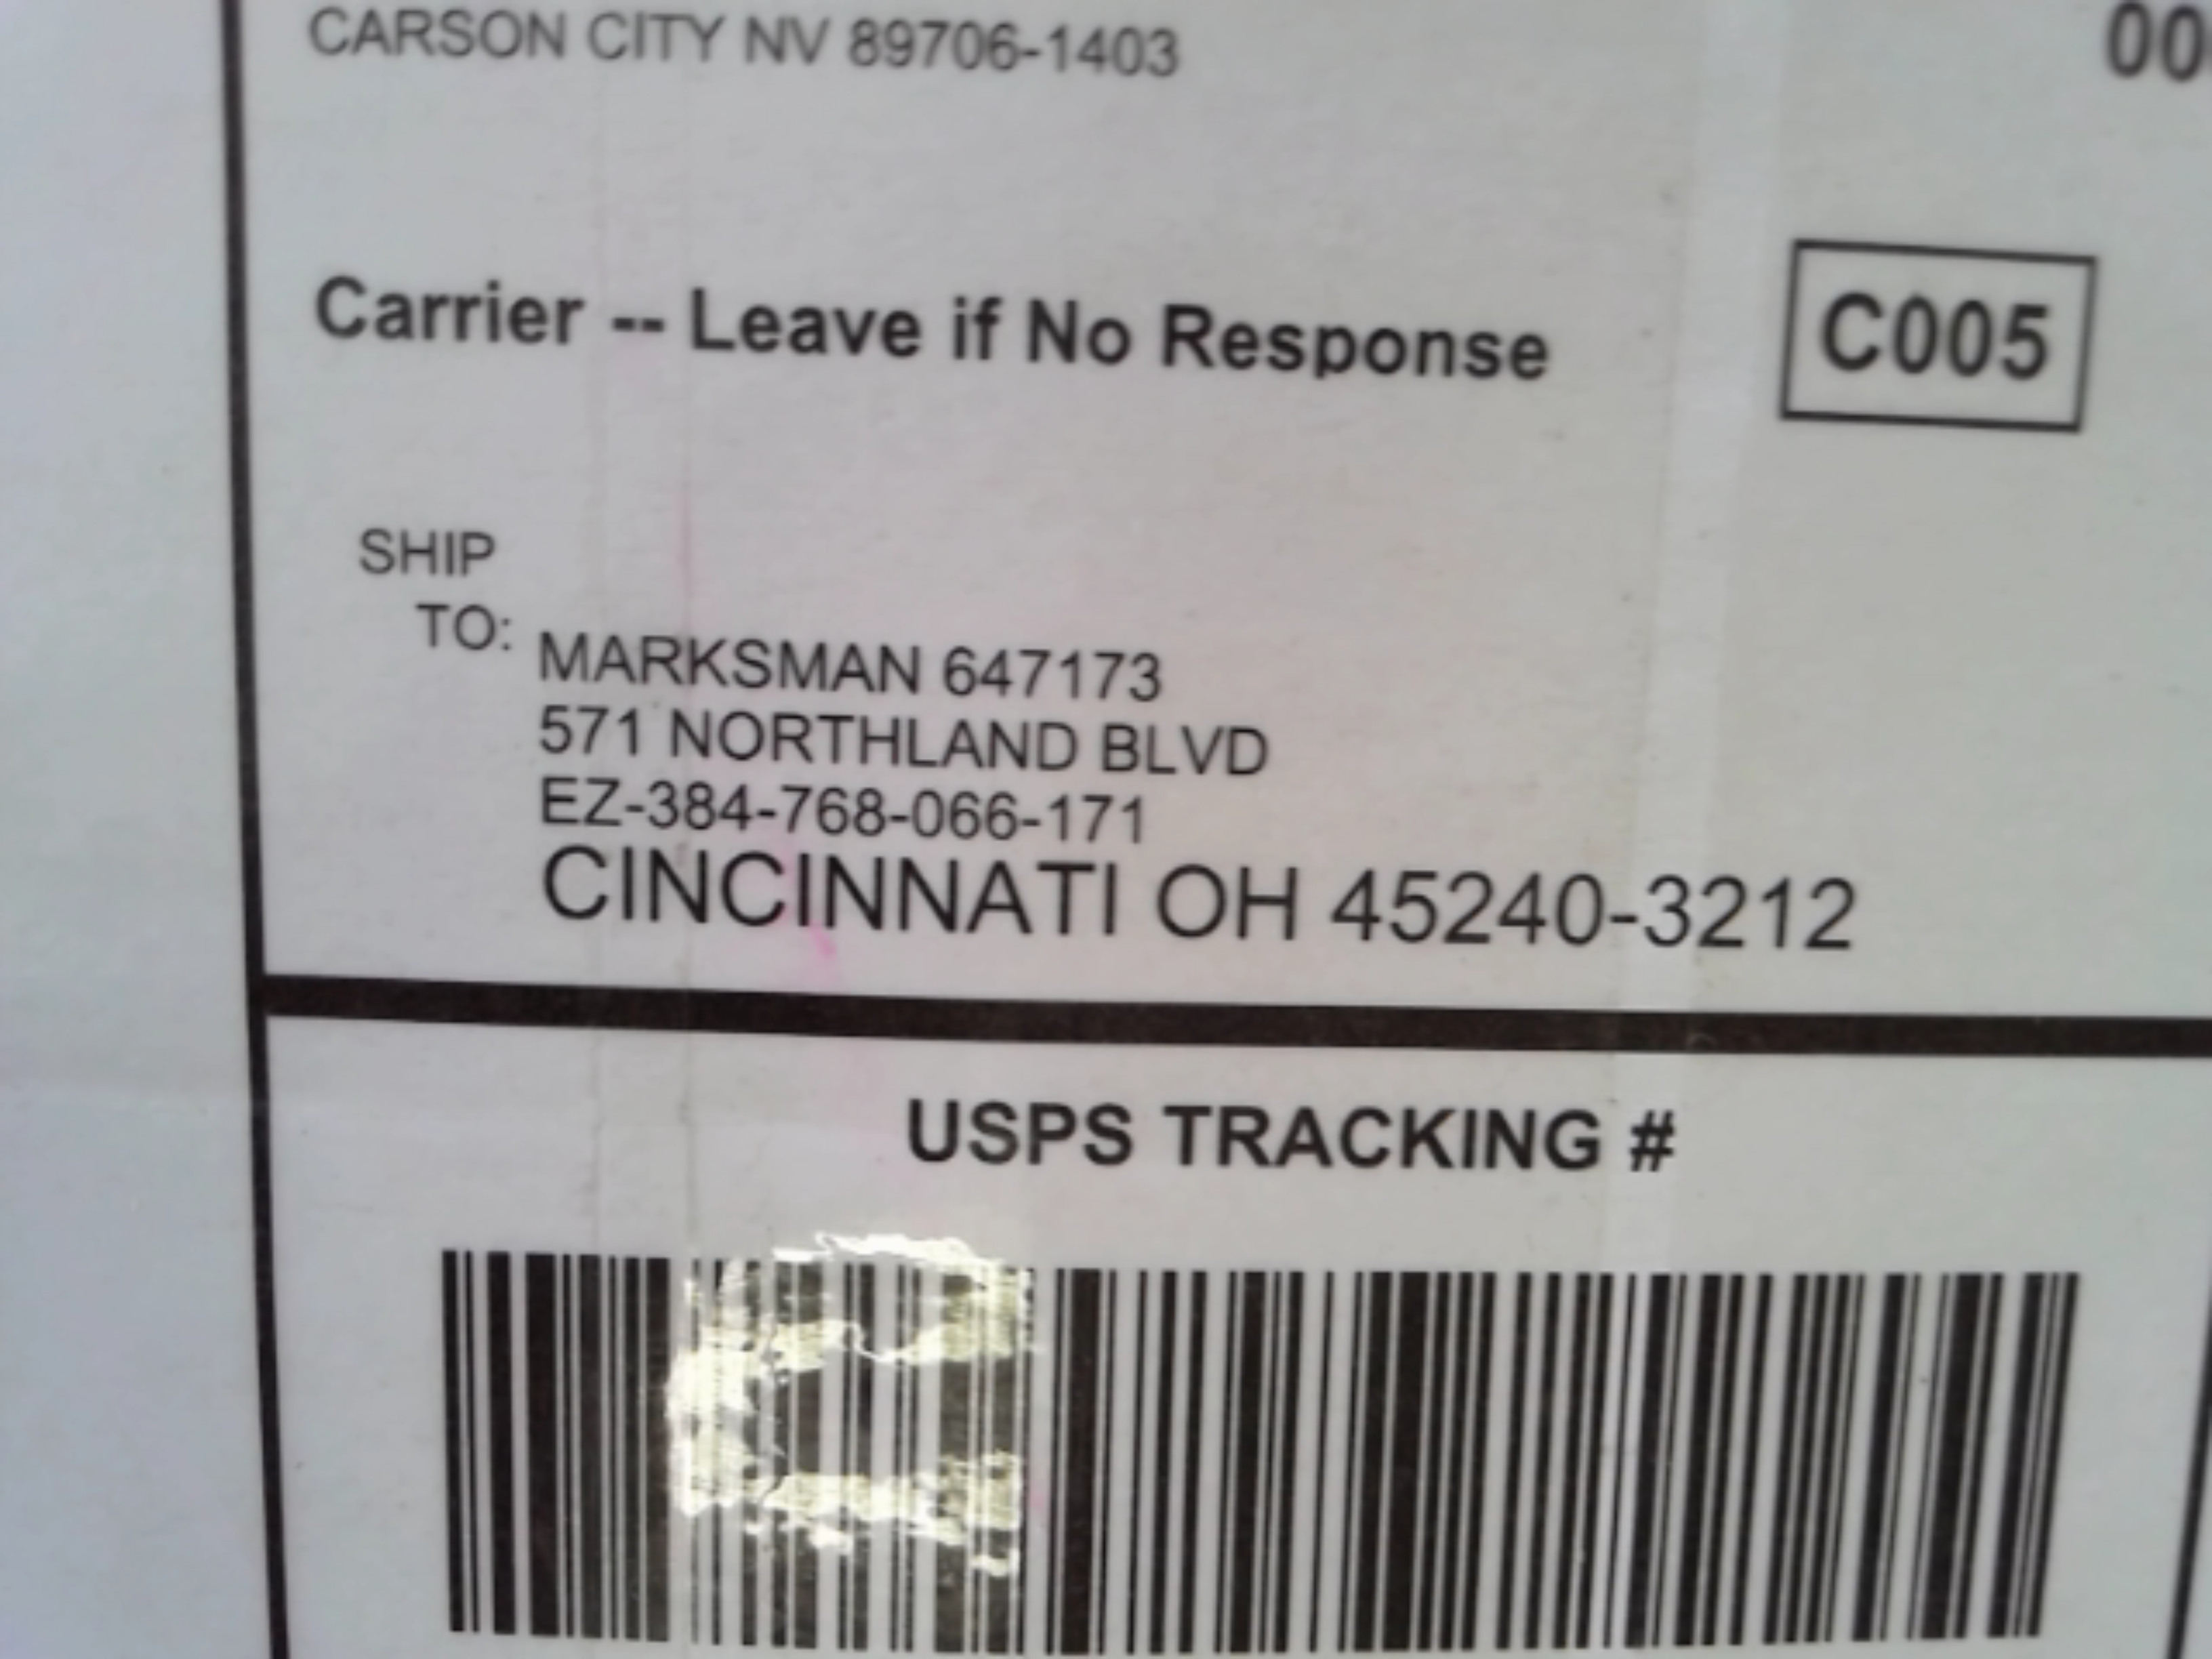 CARSON CITY NV 89706-1403
00
Carrier -- Leave if No Response
C005
SHIP
TO:
MARKSMAN 647173
571 NORTHLAND BLVD
EZ-384-768-066-171
CINCINNATI OH 45240-3212
USPS TRACKING #